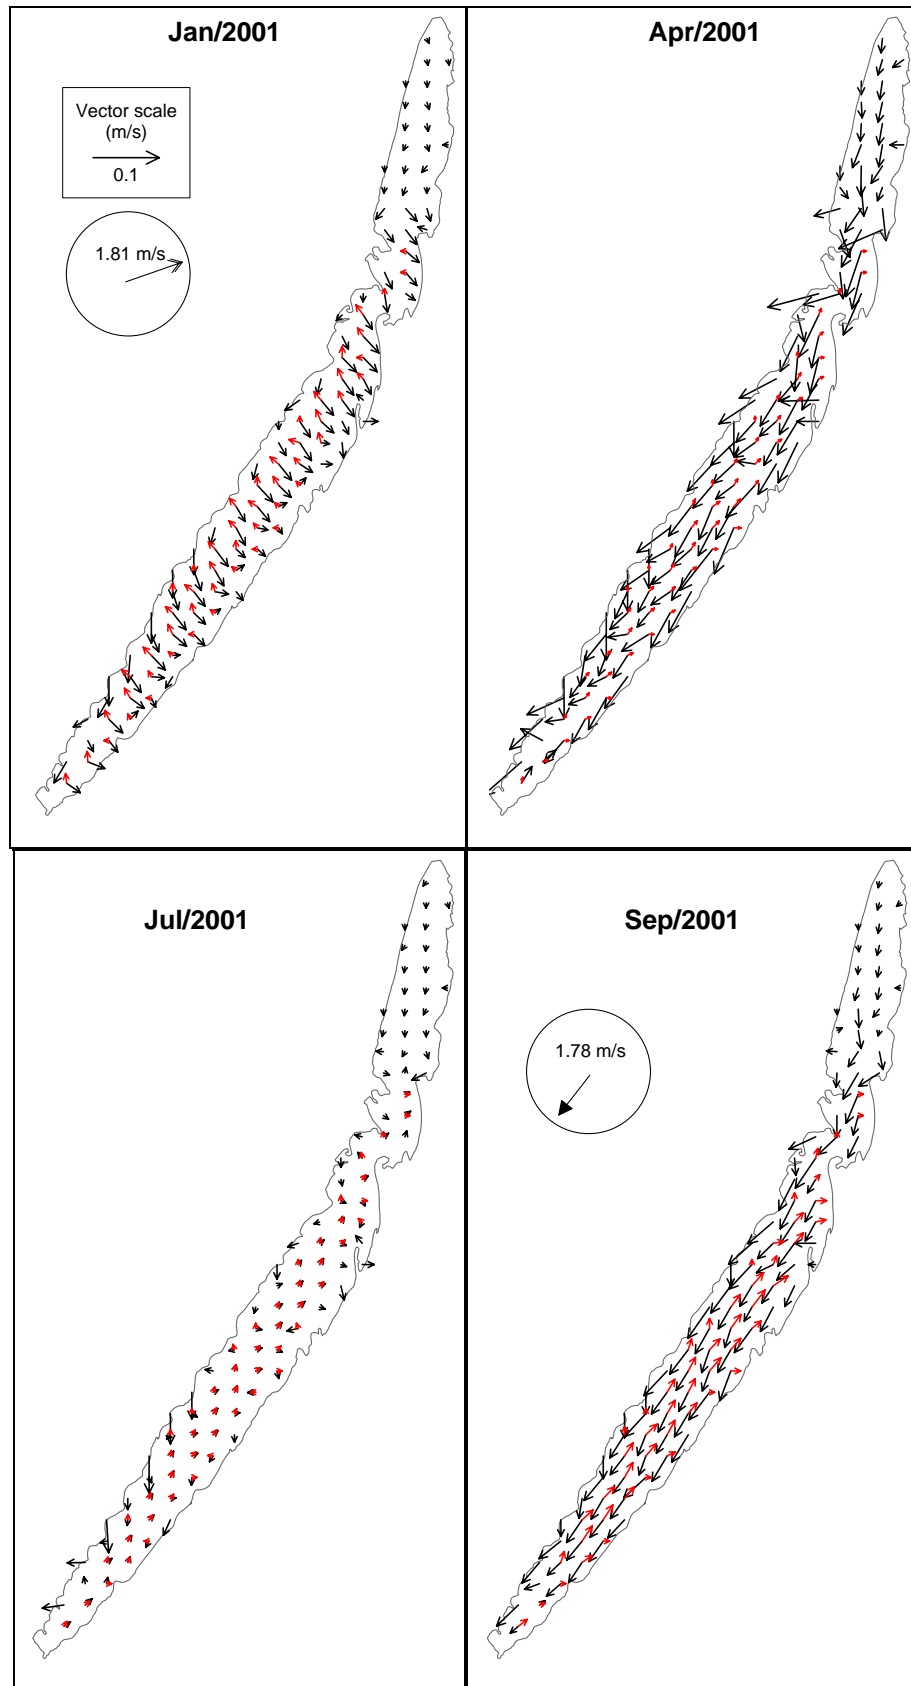 Jan/2001
Apr/2001
Vector scale
(m/s)
0.1
1.81 m/s
Jul/2001
Sep/2001
1.78 m/s